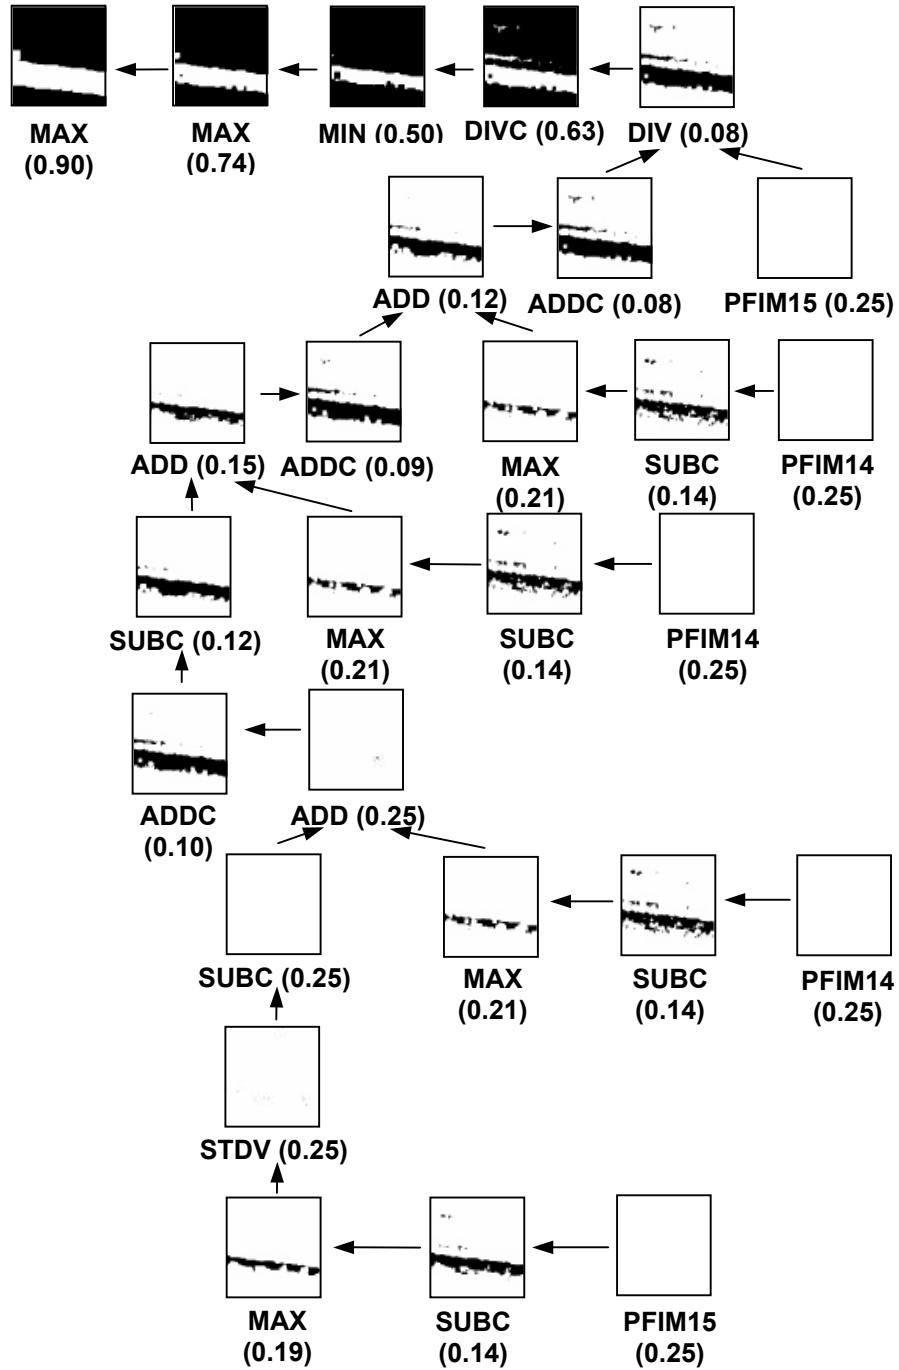 MAX
(0.90)
MAX
(0.74)
MIN (0.50)
DIVC (0.63)
DIV (0.08)
ADD (0.12)
ADDC (0.08)
PFIM15 (0.25)
ADD (0.15)
ADDC (0.09)
MAX
(0.21)
SUBC
(0.14)
PFIM14
(0.25)
SUBC (0.12)
MAX
(0.21)
SUBC
(0.14)
PFIM14
(0.25)
ADDC
(0.10)
ADD (0.25)
SUBC (0.25)
MAX
(0.21)
SUBC
(0.14)
PFIM14
(0.25)
STDV (0.25)
MAX
(0.19)
SUBC
(0.14)
PFIM15
(0.25)